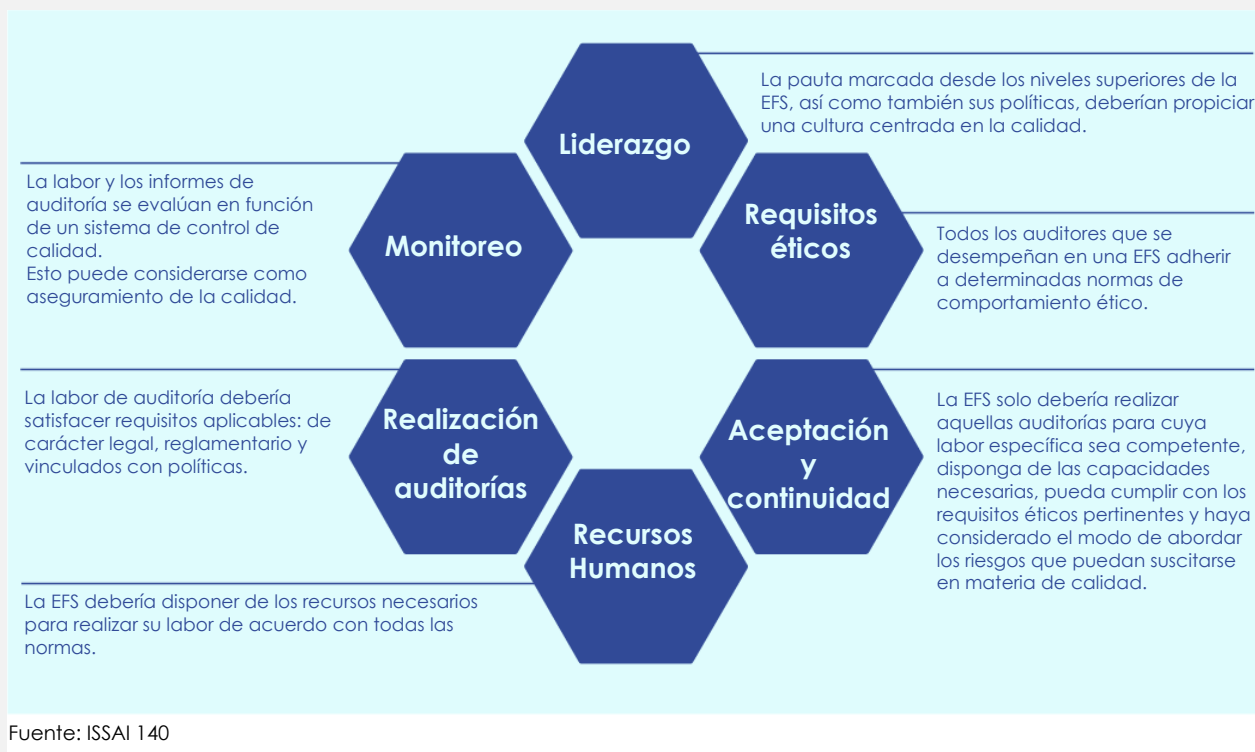 Liderazgo
La pauta marcada desde los niveles superiores de la
EFS, así como también sus políticas, deberían propiciar
una cultura centrada en la calidad.
Requisitos
éticos
Todos los auditores que se
desempeñan en una EFS adherir
a determinadas normas de
comportamiento ético.
Aceptación
y
continuidad
La EFS solo debería realizar
aquellas auditorías para cuya
labor específica sea competente,
disponga de las capacidades
necesarias, pueda cumplir con los
requisitos éticos pertinentes y haya
considerado el modo de abordar
los riesgos que puedan suscitarse
en materia de calidad.
Recursos
Humanos
La EFS debería disponer de los recursos necesarios
para realizar su labor de acuerdo con todas las
normas.
Realización
de
auditorías
La labor de auditoría debería
satisfacer requisitos aplicables: de
carácter legal, reglamentario y
vinculados con políticas.
Monitoreo
La labor y los informes de
auditoría se evalúan en función
de un sistema de control de
calidad.
Esto puede considerarse como
aseguramiento de la calidad.
Fuente: ISSAI 140